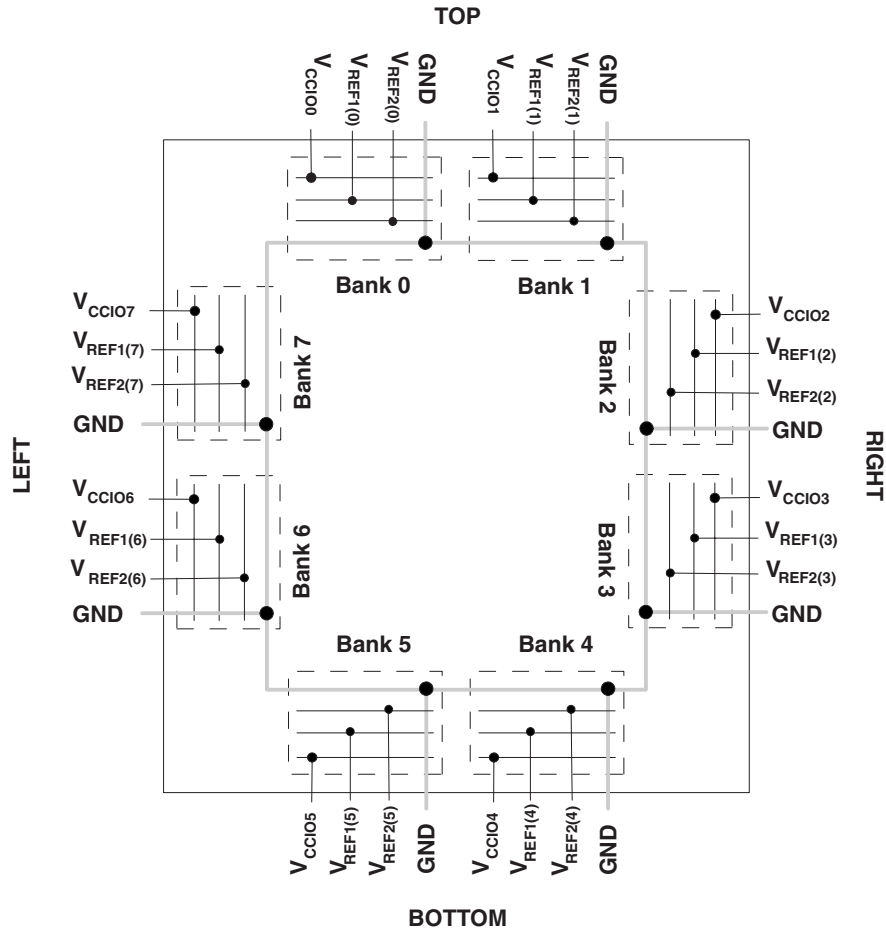 TOP
VCCIO0
VREF1(0)
VREF2(0)
GND
VCCIO1
VREF1(1)
VREF2(1)
GND
Bank 0
Bank 1
VCCIO7
VREF1(7)
VREF2(7)
GND
Bank 7
Bank 2
VCCIO2
VREF1(2)
VREF2(2)
GND
LEFT
RIGHT
VCCIO6
VREF1(6)
VREF2(6)
GND
Bank 6
Bank 3
VCCIO3
VREF1(3)
VREF2(3)
GND
Bank 5
Bank 4
VCCIO5
VREF1(5)
VREF2(5)
GND
VCCIO4
VREF1(4)
VREF2(4)
GND
BOTTOM